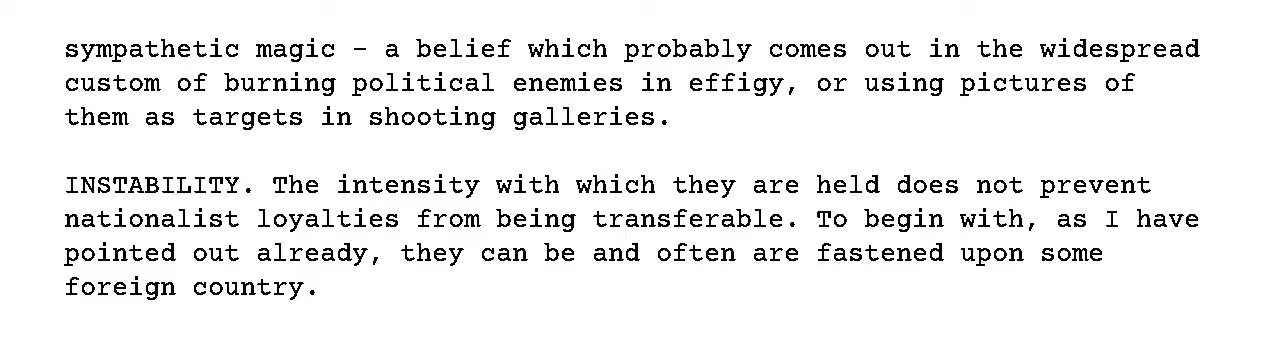 sympathetic magic – a belief which probably comes out in the widespread
custom of burning political enemies in effigy, or using pictures of
them as targets in shooting galleries.
INSTABILITY. The intensity with which they are held does not prevent
nationalist loyalties from being transferable. To begin with, as I have
pointed out already, they can be and often are fastened upon some
foreign country.